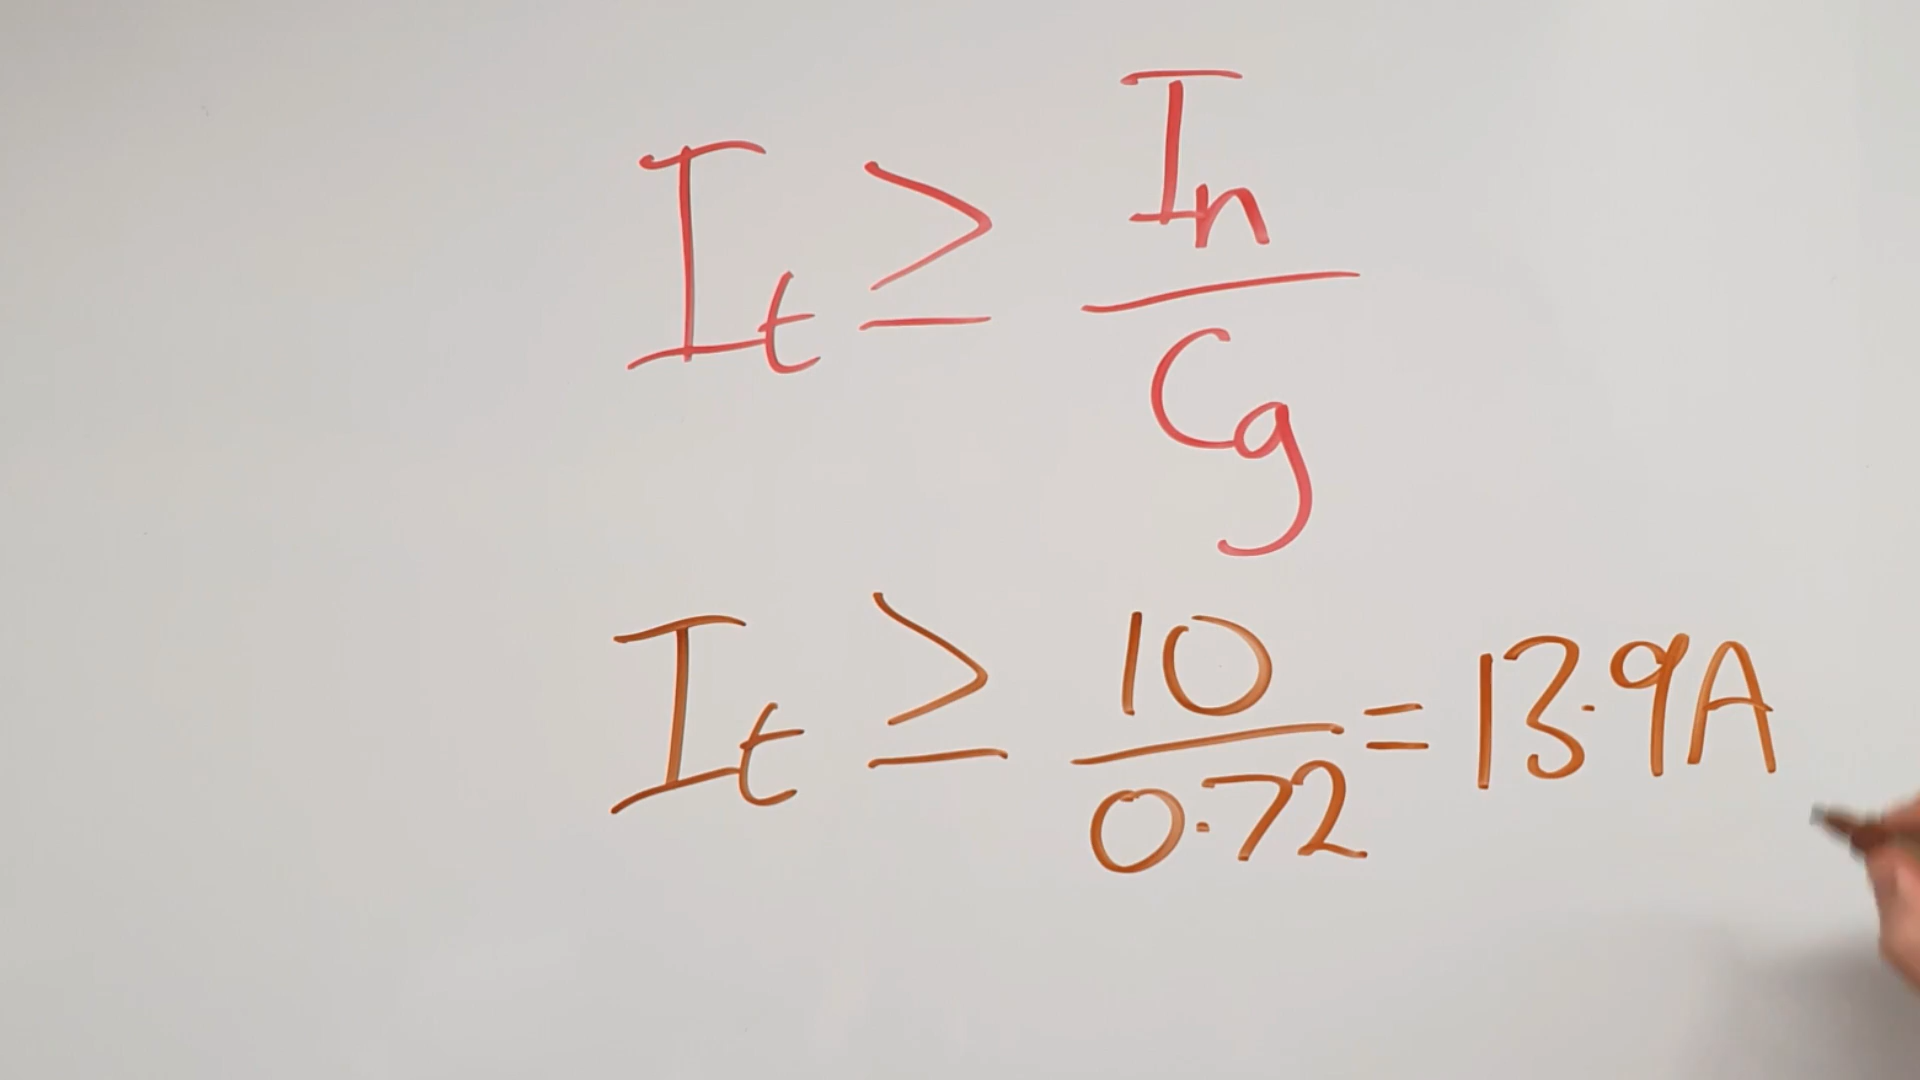 It ≥ In/Cg
It ≥ 10/0.72 = 13.9A